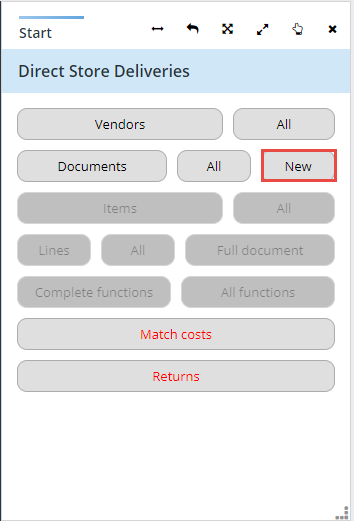 Start
Direct Store Deliveries
Vendors All
Documents All New
Items All
Lines All Full document
Complete functions All functions
Match costs
Returns